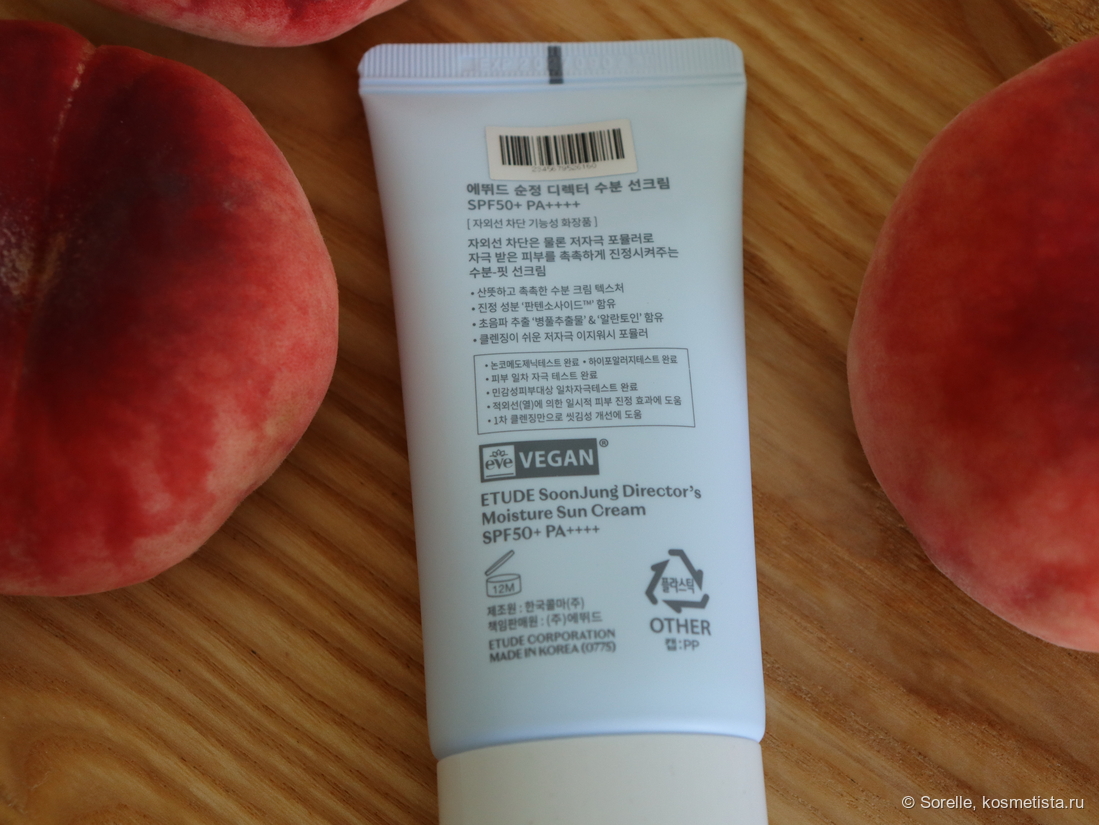 에뛰드 순정 디렉터 수분 선크림
SPF50+ PA++++
[ 자외선 차단 기능성 화장품 ]
자외선 차단은 물론 저자극 포뮬러로
자극 받은 피부를 촉촉하게 진정시켜주는
수분-핏 선크림
• 산뜻하고 촉촉한 수분 크림 텍스처
• 진정 성분 '판텐소사이드™' 함유
• 초음파 추출 '병풀추출물' & '알란토인' 함유
• 클렌징이 쉬운 저자극 이지워시 포뮬러
• 논코메도제닉테스트 완료 • 하이포알러지테스트 완료
• 피부 일차 자극 테스트 완료
• 민감성피부대상 일차자극테스트 완료
• 적외선(열)에 의한 일시적 피부 진정 효과에 도움
• 1차 클렌징만으로 씻김성 개선에 도움
eve VEGAN®
ETUDE SoonJung Director's
Moisture Sun Cream
SPF50+ PA++++
12M
제조원 : 한국콜마(주)
책임판매원 : (주)에뛰드
ETUDE CORPORATION
MADE IN KOREA (0775)
플라스틱
OTHER
캡:PP
© Sorelle, kosmetista.ru